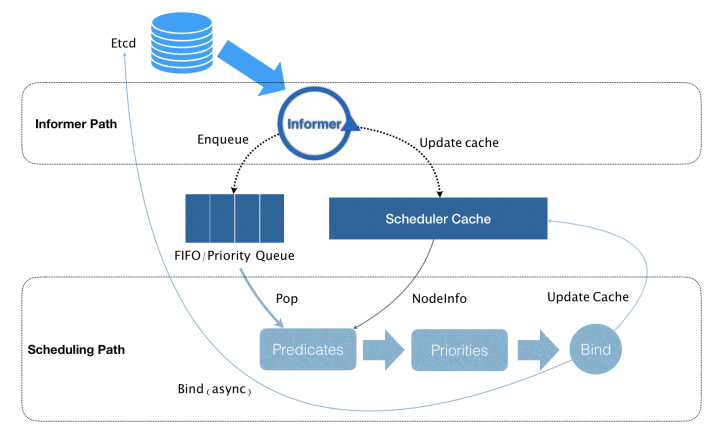 Etcd
Informer Path
Informer
Enqueue
Update cache
Scheduler Cache
FIFO/Priority Queue
Pop
NodeInfo
Update Cache
Scheduling Path
Predicates
Priorities
Bind
Bind(async)